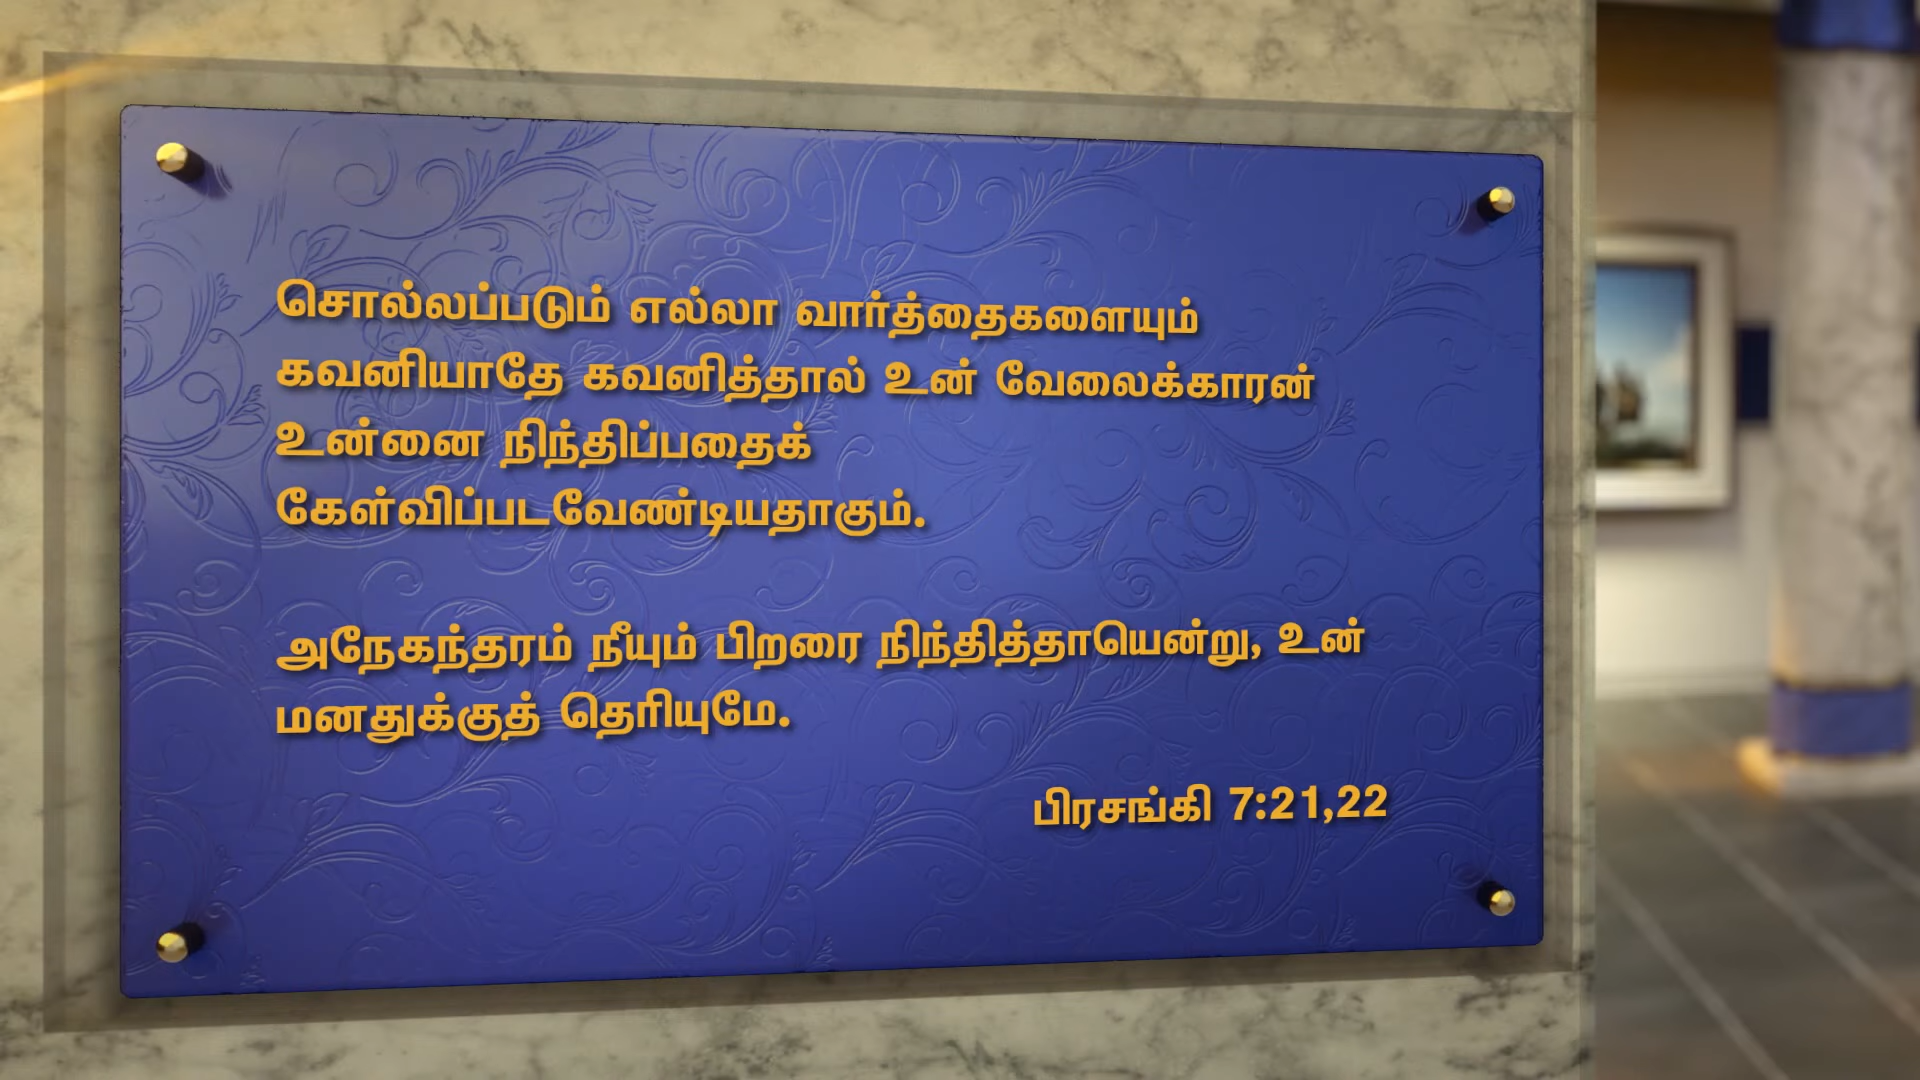 சொல்லப்படும் எல்லா வார்த்தைகளையும்
கவனியாதே கவனித்தால் உன் வேலைக்காரன்
உன்னை நிந்திப்பதைக்
கேள்விப்படவேண்டியதாகும்.
அநேகந்தரம் நீயும் பிறரை நிந்தித்தாயென்று, உன்
மனதுக்குத் தெரியுமே.
பிரசங்கி 7:21,22